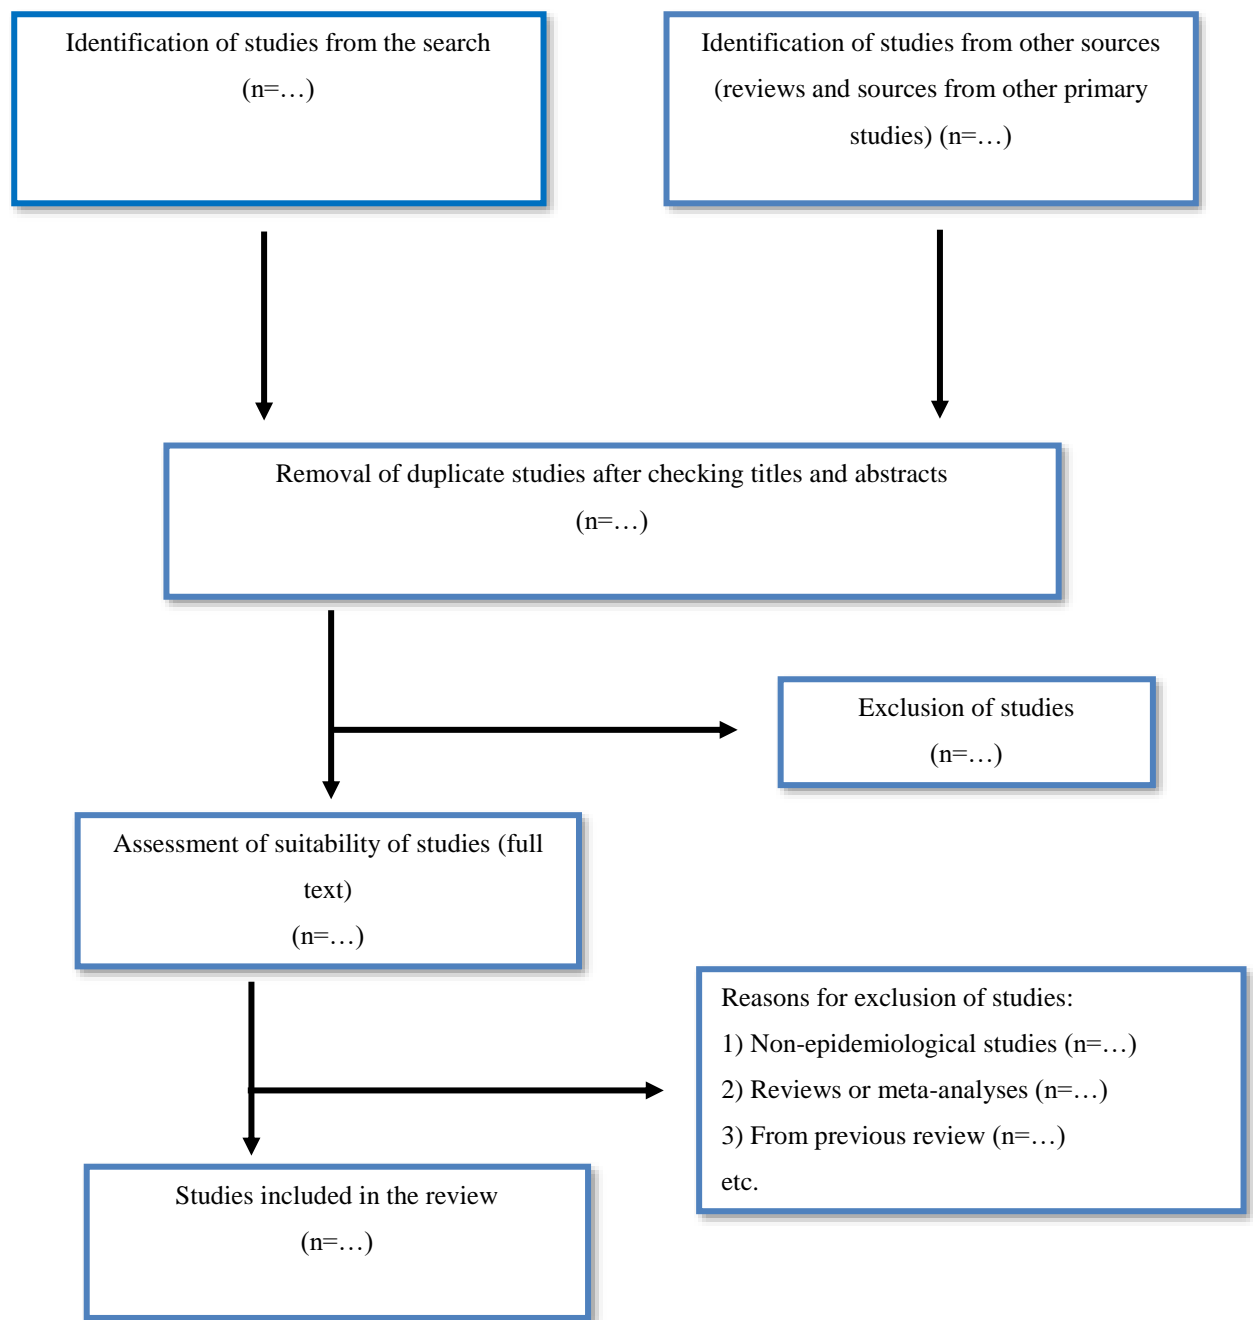 Identification of studies from the search
(n=…)
Identification of studies from other sources
(reviews and sources from other primary
studies) (n=…)
Removal of duplicate studies after checking titles and abstracts
(n=…)
Exclusion of studies
(n=…)
Assessment of suitability of studies (full
text)
(n=…)
Reasons for exclusion of studies:
1) Non-epidemiological studies (n=…)
2) Reviews or meta-analyses (n=…)
3) From previous review (n=…)
etc.
Studies included in the review
(n=…)